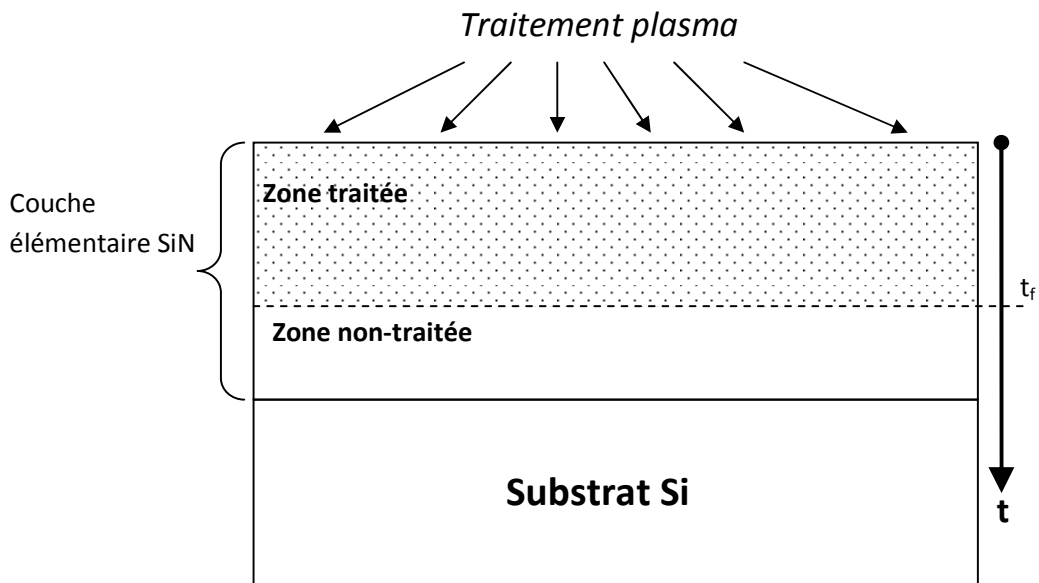 Traitement plasma
Zone traitée
Couche
élémentaire SiN
t_f
Zone non-traitée
Substrat Si
t